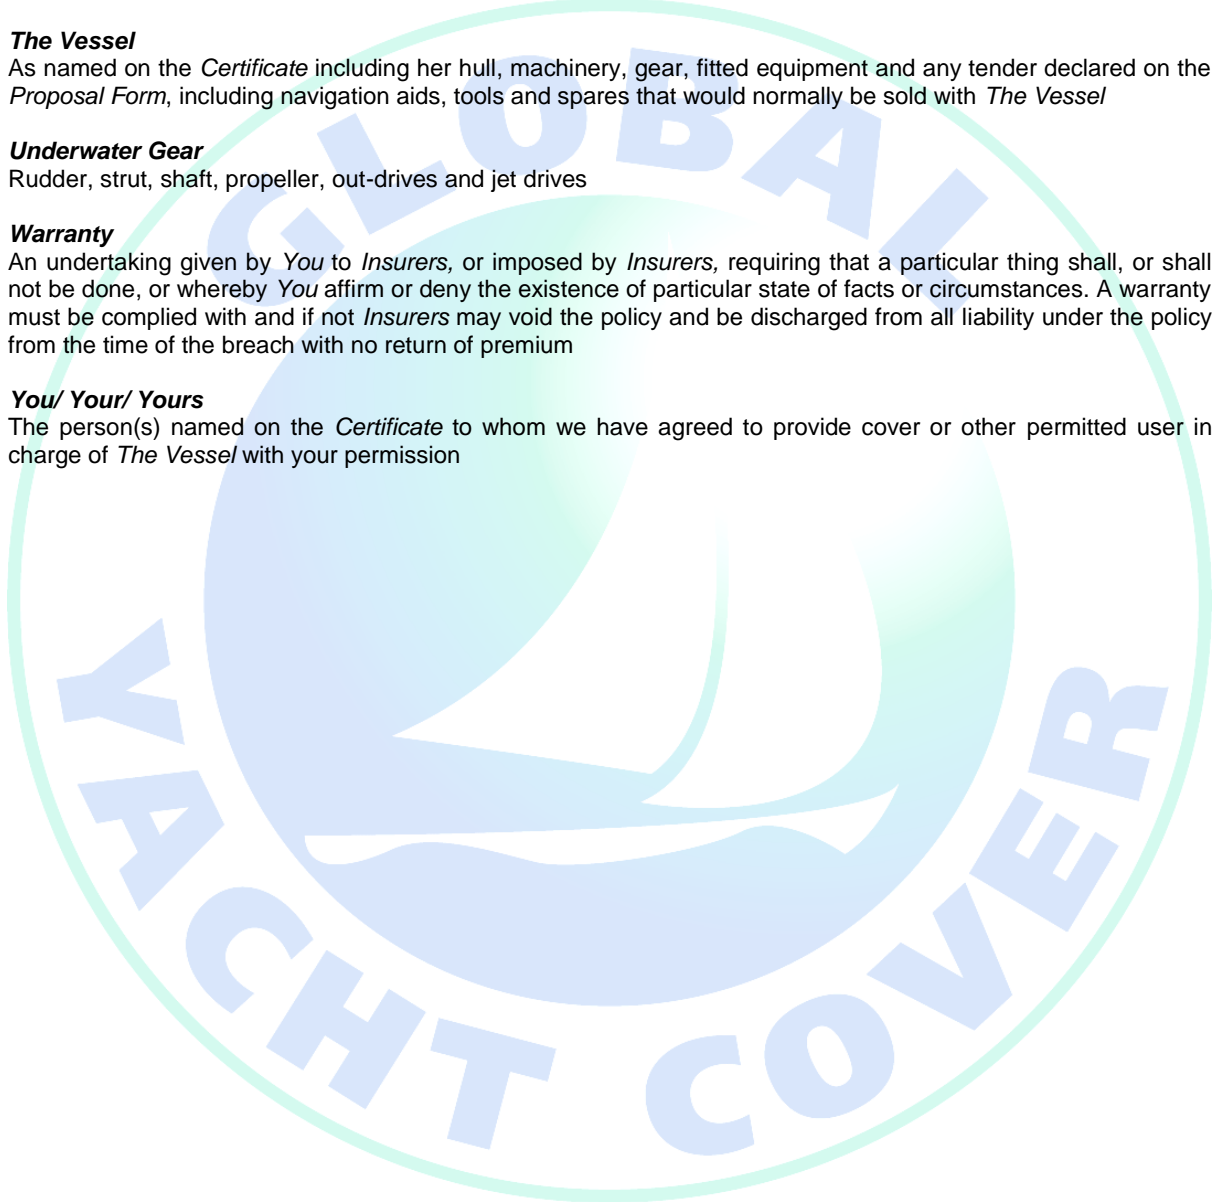 The Vessel
As named on the Certificate including her hull, machinery, gear, fitted equipment and any tender declared on the
Proposal Form, including navigation aids, tools and spares that would normally be sold with The Vessel
Underwater Gear
Rudder, strut, shaft, propeller, out-drives and jet drives
Warranty
An undertaking given by You to Insurers, or imposed by Insurers, requiring that a particular thing shall, or shall
not be done, or whereby You affirm or deny the existence of particular state of facts or circumstances. A warranty
must be complied with and if not Insurers may void the policy and be discharged from all liability under the policy
from the time of the breach with no return of premium
You/ Your/ Yours
The person(s) named on the Certificate to whom we have agreed to provide cover or other permitted user in
charge of The Vessel with your permission
GLOBAL
YACHT COVER